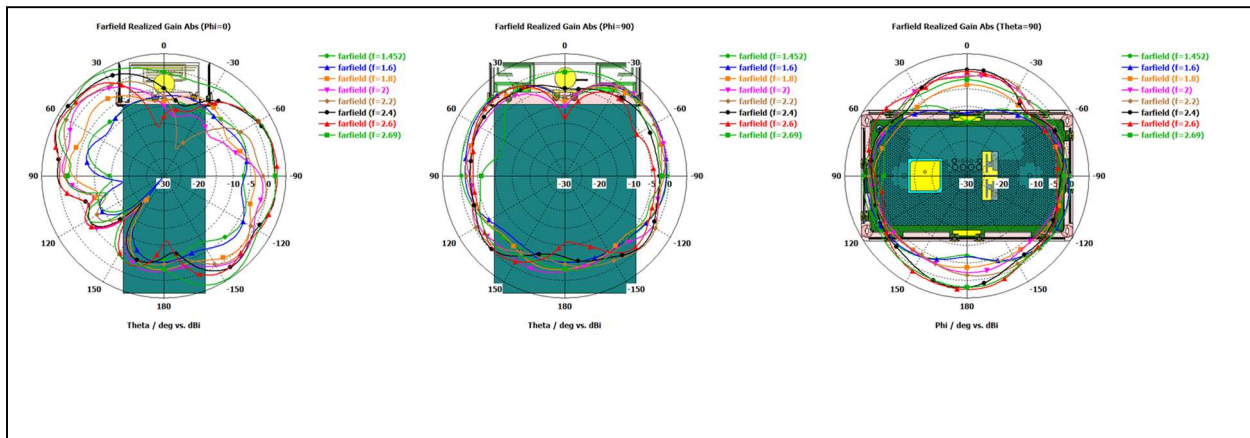 Farfield Realized Gain Abs (Phi=0)
0
30
-30
60
-60
90
-30
-20
-10
0
-90
120
-120
150
-150
180
Theta / deg vs. dBi
farfield (f=1.452)
farfield (f=1.6)
farfield (f=1.8)
farfield (f=2)
farfield (f=2.2)
farfield (f=2.4)
farfield (f=2.6)
farfield (f=2.69)
Farfield Realized Gain Abs (Phi=90)
0
30
-30
60
-60
90
-30
-20
-10
0
-90
120
-120
150
-150
180
Theta / deg vs. dBi
farfield (f=1.452)
farfield (f=1.6)
farfield (f=1.8)
farfield (f=2)
farfield (f=2.2)
farfield (f=2.4)
farfield (f=2.6)
farfield (f=2.69)
Farfield Realized Gain Abs (Theta=90)
0
30
-30
60
-60
90
-30
-20
-10
0
-90
120
-120
150
-150
180
Phi / deg vs. dBi
farfield (f=1.452)
farfield (f=1.6)
farfield (f=1.8)
farfield (f=2)
farfield (f=2.2)
farfield (f=2.4)
farfield (f=2.6)
farfield (f=2.69)